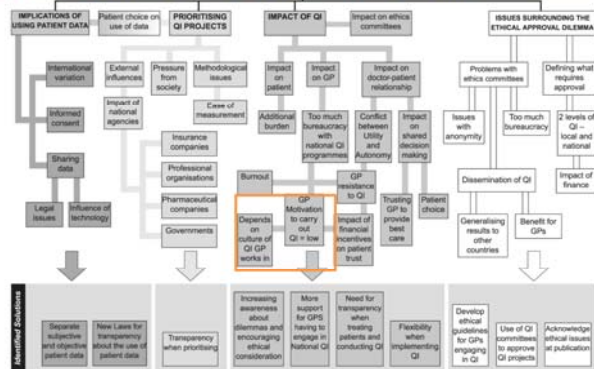 IMPLICATIONS OF
USING PATIENT DATA
Patient choice on
use of data
PRIORITISING
QI PROJECTS
IMPACT OF QI
Impact on ethics
committees
ISSUES SURROUNDING THE
ETHICAL APPROVAL DILEMMA
International
variation
Informed
consent
Sharing
data
Legal
issues
Influence of
technology
External
influences
Pressure
from
society
Methodological
issues
Impact of
national
agencies
Ease of
measurement
Insurance
companies
Professional
organisations
Pharmaceutical
companies
Governments
Impact
on
patient
Impact
on GP
Impact on
doctor-patient
relationship
Additional
burden
Too much
bureaucracy
with
national QI
programmes
Conflict
between
Utility and
Autonomy
Impact
on
shared
decision
making
Burnout
GP
resistance
to QI
GP
Motivation
to carry
out
QI = low
Depends
on
culture of
QI GP
works in
Impact of
financial
incentives
on patient
trust
Trusting
GP to
provide
best
care
Patient
choice
Problems with
ethics committees
Defining what
requires
approval
Issues
with
anonymity
Too much
bureaucracy
2 levels of
QI –
local and
national
Dissemination of QI
Impact of
finance
Generalising
results to
other
countries
Benefit
for GPs
Identified Solutions
Separate
subjective
and objective
patient data
New Laws for
transparency
about the use of
patient data
Transparency
when prioritising
Increasing
awareness
about
dilemmas and
encouraging
ethical
consideration
More
support for
GPS
having to
engage in
National QI
Need for
transparency
when
treating
patients and
conducting QI
Flexibility
when
implementing
QI
Develop
ethical
guidelines
for GPs
engaging
in QI
Use of QI
committees
to approve
QI projects
Acknowledge
ethical issues
at publication